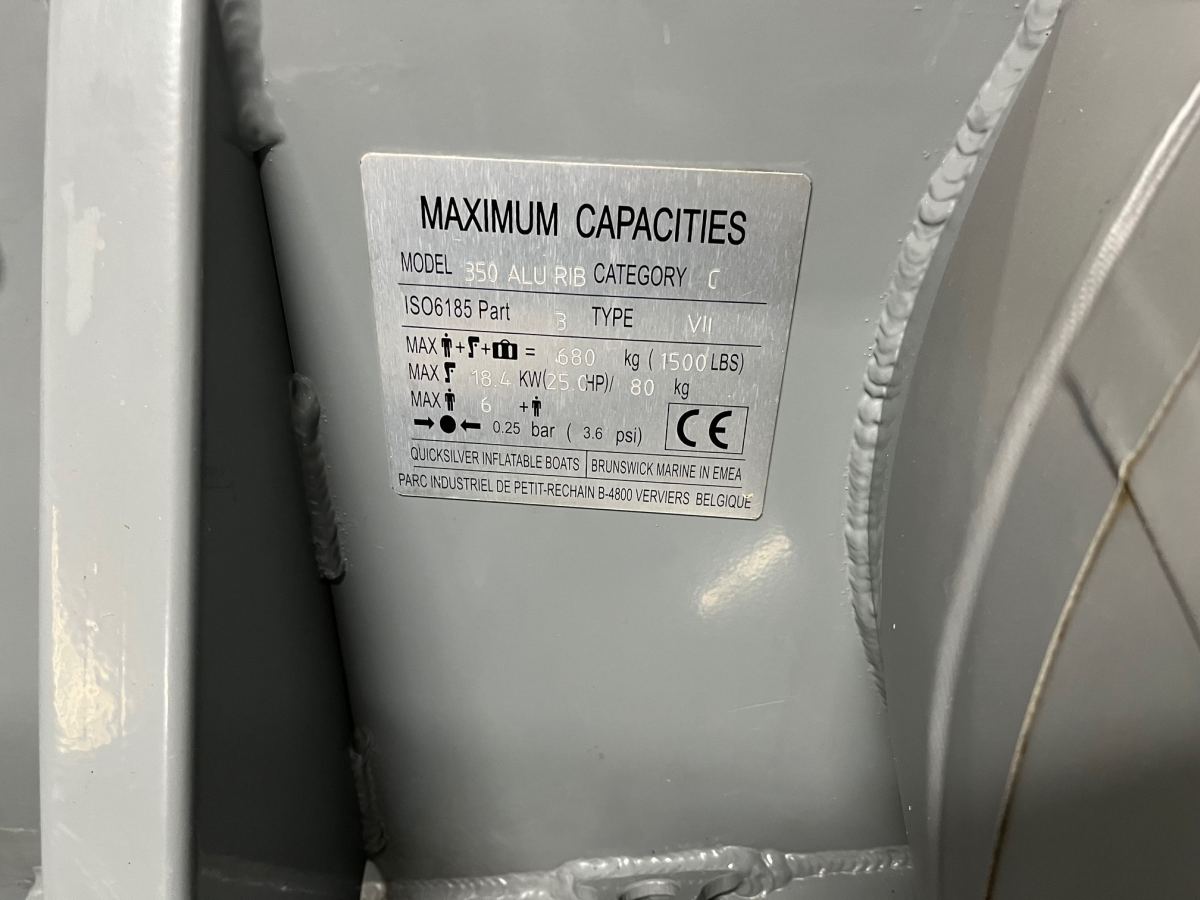 MAXIMUM CAPACITIES
MODEL 350 ALU RIB CATEGORY C
ISO6185 Part 3 TYPE VII
MAX + + = 680 kg ( 1500 LBS)
MAX 18.4 KW(25.0HP)/ 80 kg
MAX 6 +
0.25 bar ( 3.6 psi) CE
QUICKSILVER INFLATABLE BOATS BRUNSWICK MARINE IN EMEA
PARC INDUSTRIEL DE PETIT-RECHAIN B-4800 VERVIERS BELGIQUE